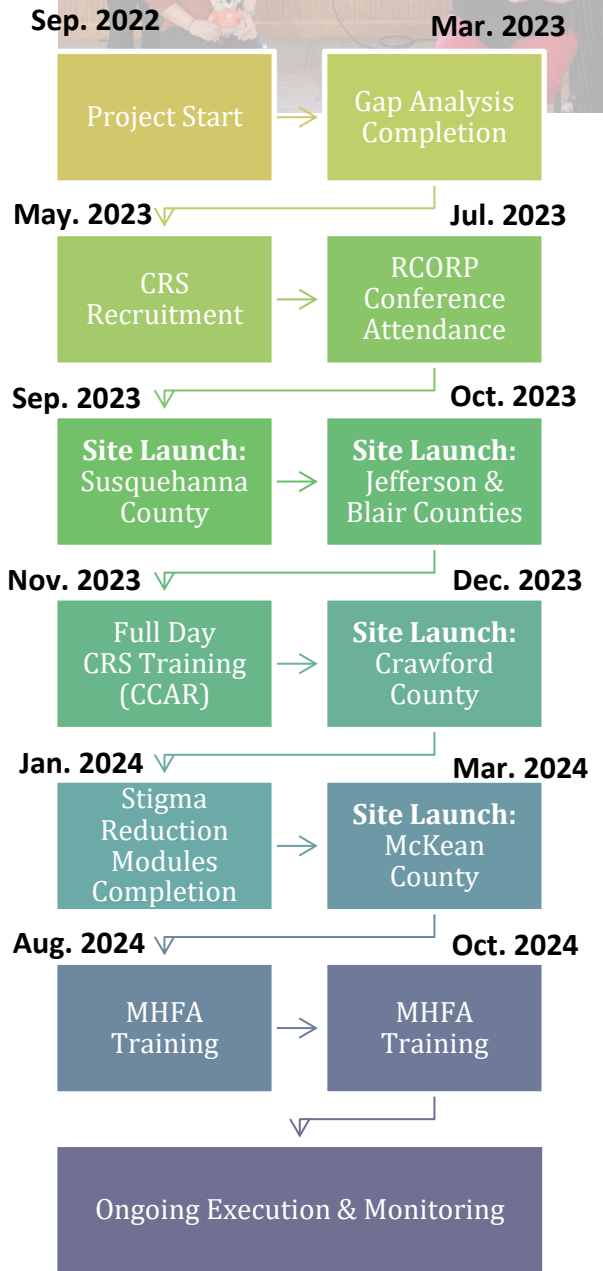 Sep. 2022
Mar. 2023
Project Start
Gap Analysis
Completion
May. 2023
Jul. 2023
CRS
Recruitment
RCORP
Conference
Attendance
Sep. 2023
Oct. 2023
Site Launch:
Susquehanna
County
Site Launch:
Jefferson &
Blair Counties
Nov. 2023
Dec. 2023
Full Day
CRS Training
(CCAR)
Site Launch:
Crawford
County
Jan. 2024
Mar. 2024
Stigma
Reduction
Modules
Completion
Site Launch:
McKean
County
Aug. 2024
Oct. 2024
MHFA
Training
MHFA
Training
Ongoing Execution & Monitoring